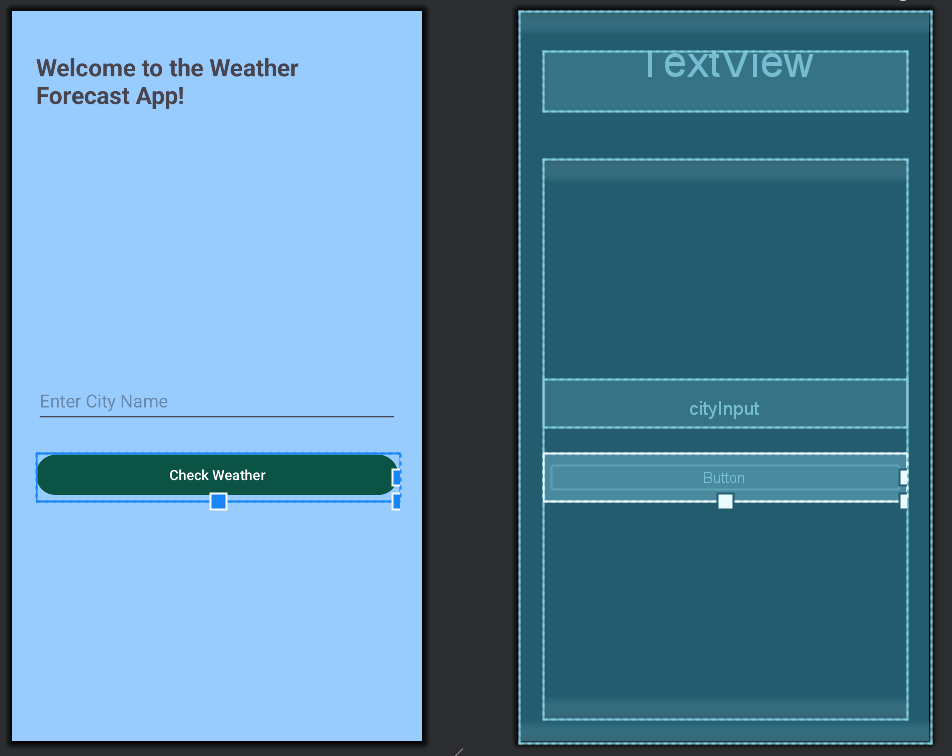 Welcome to the Weather
Forecast App!
Enter City Name
Check Weather
TextView
cityInput
Button